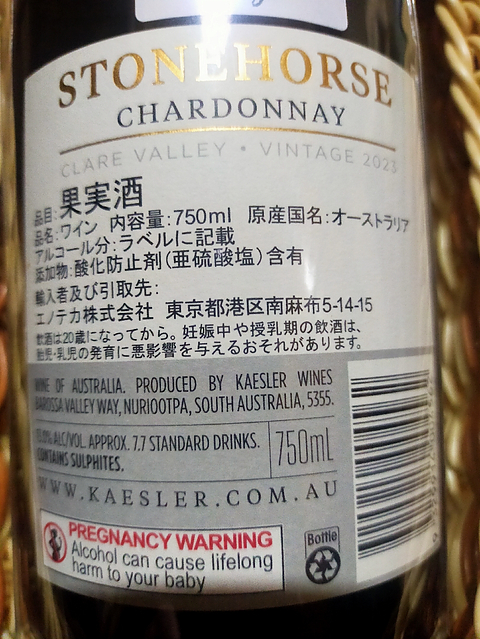 STONEHORSE
CHARDONNAY
CLARE VALLEY • VINTAGE 2023
品目:果実酒
品名:ワイン 内容量:750ml 原産国名:オーストラリア
アルコール分:ラベルに記載
添加物:酸化防止剤(亜硫酸塩)含有
輸入者及び引取先:
エノテカ株式会社 東京都港区南麻布5-14-15
飲酒は20歳になってから。妊娠中や授乳期の飲酒は、
胎児・乳児の発育に悪影響を与えるおそれがあります。
WINE OF AUSTRALIA. PRODUCED BY KAESLER WINES
BAROSSA VALLEY WAY, NURIOOTPA, SOUTH AUSTRALIA, 5355.
ALC/VOL. APPROX. 7.7 STANDARD DRINKS.
CONTAINS SULPHITES.
750mL
WWW.KAESLER.COM.AU
PREGNANCY WARNING
Alcohol can cause lifelong
harm to your baby
Bottle